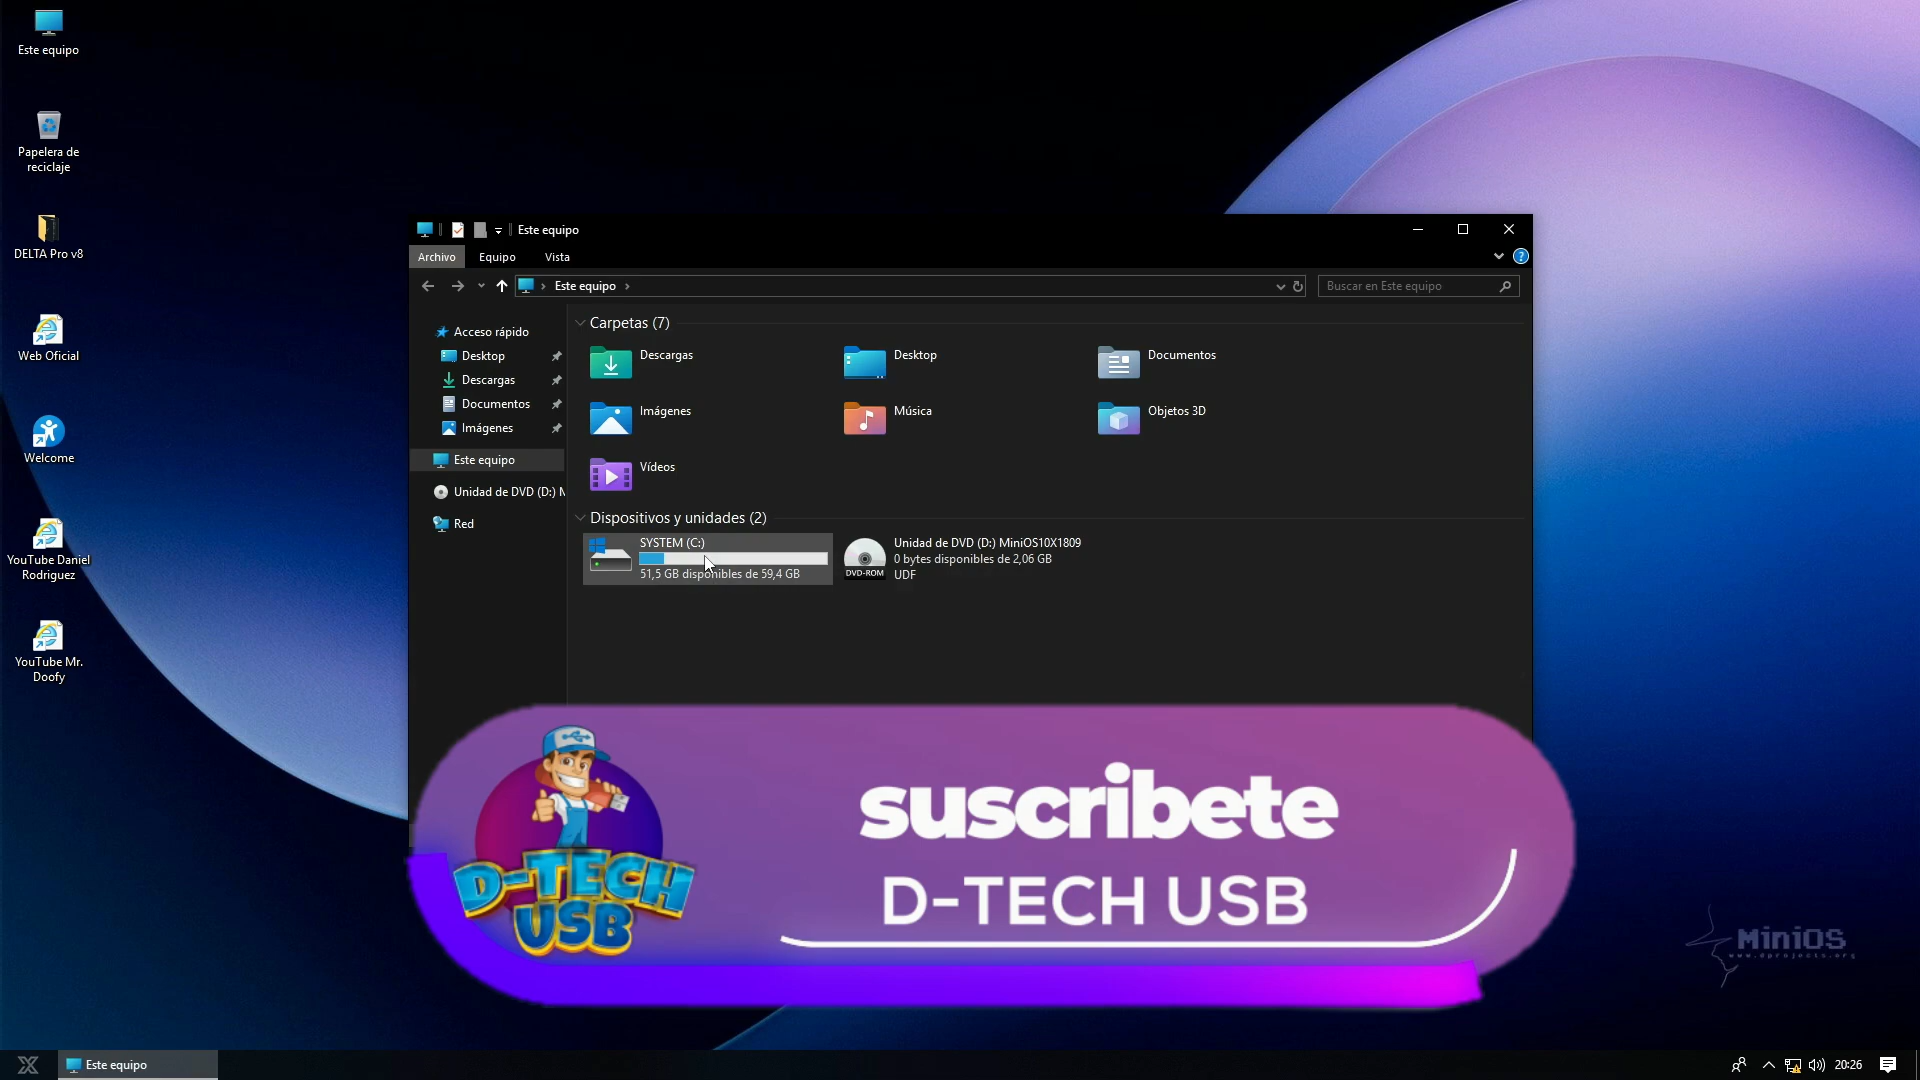 Este equipo
Papelera de
reciclaje
DELTA Pro v8
Web Oficial
Welcome
YouTube Daniel
Rodriguez
YouTube Mr.
Doofy
Este equipo
Archivo
Equipo
Vista
Este equipo
Buscar en Este equipo
Acceso rápido
Desktop
Descargas
Documentos
Imágenes
Este equipo
Unidad de DVD (D:) M
Red
Carpetas (7)
Descargas
Desktop
Documentos
Imágenes
Música
Objetos 3D
Vídeos
Dispositivos y unidades (2)
SYSTEM (C:)
51,5 GB disponibles de 59,4 GB
DVD-ROM
Unidad de DVD (D:) MiniOS10X1809
0 bytes disponibles de 2,06 GB
UDF
D-TECH
USB
suscribete
D-TECH USB
MiniOS
www.dprojects.org
Este equipo
20:26